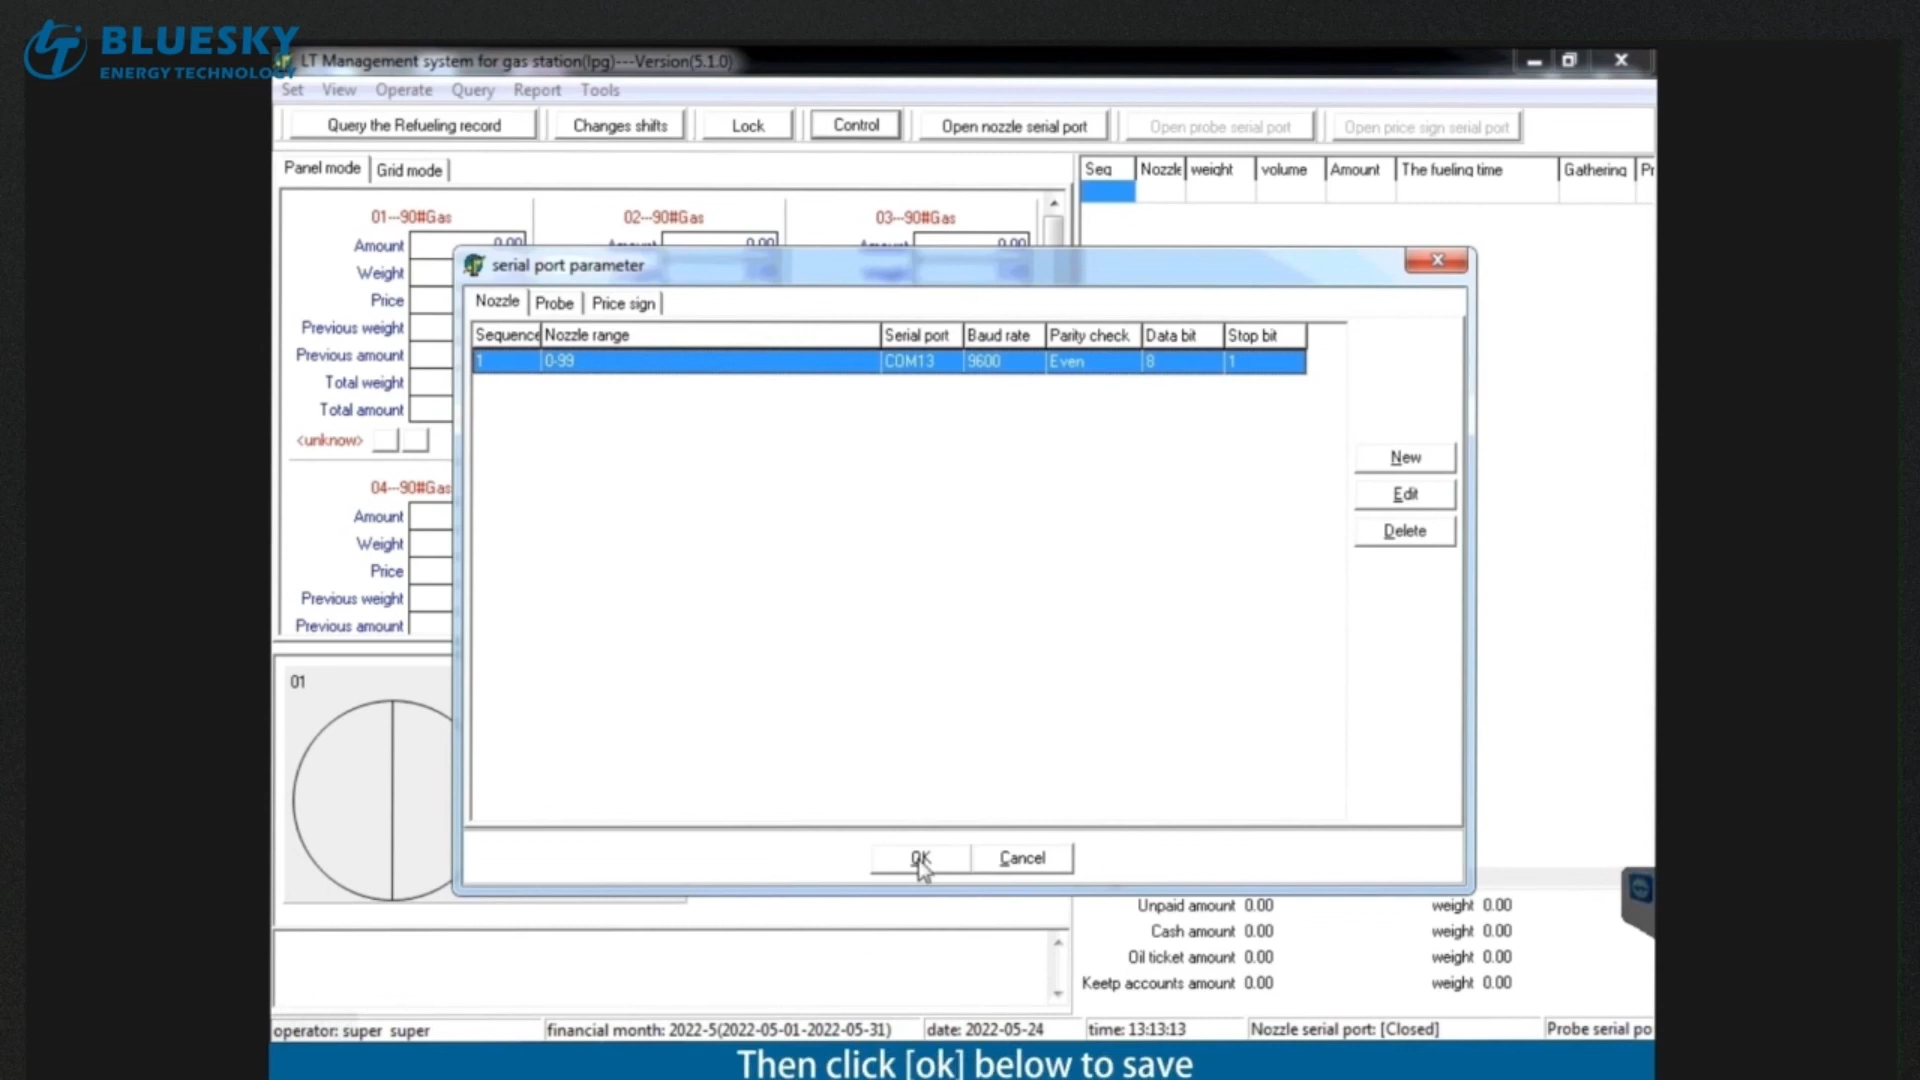 BLUESKY
ENERGY TECHNOLOGY
LT Management system for gas station(lpg)---Version(5.1.0)
Set View Operate Query Report Tools
Query the Refueling record Changes shifts Lock Control Open nozzle serial port Open probe serial port Open price sign serial port
Panel mode Grid mode
Seq Nozzle weight volume Amount The fueling time Gathering Pr
01---90#Gas 02---90#Gas 03---90#Gas
Amount 0.00 Amount 0.00 Amount 0.00
Weight
Price
Previous weight
Previous amount
Total weight
Total amount
<unknow>
04---90#Gas
Amount
Weight
Price
Previous weight
Previous amount
01
serial port parameter
Nozzle Probe Price sign
Sequence Nozzle range Serial port Baud rate Parity check Data bit Stop bit
1 0-99 COM13 9600 Even 8 1
New
Edit
Delete
OK Cancel
Unpaid amount 0.00 weight 0.00
Cash amount 0.00 weight 0.00
Oil ticket amount 0.00 weight 0.00
Keetp accounts amount 0.00 weight 0.00
operator: super super financial month: 2022-5(2022-05-01-2022-05-31) date: 2022-05-24 time: 13:13:13 Nozzle serial port: [Closed] Probe serial po
Then click [ok] below to save